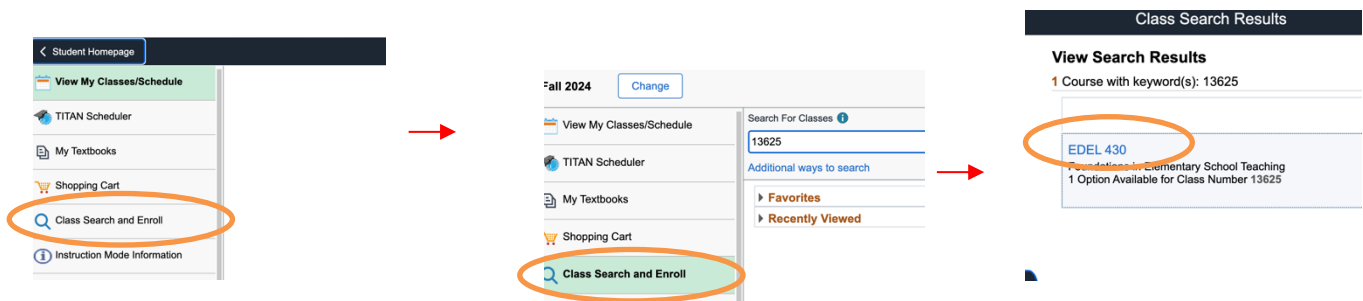 Student Homepage
View My Classes/Schedule
TITAN Scheduler
My Textbooks
Shopping Cart
Class Search and Enroll
Instruction Mode Information
Fall 2024
Change
View My Classes/Schedule
TITAN Scheduler
My Textbooks
Shopping Cart
Class Search and Enroll
Search For Classes
13625
Additional ways to search
Favorites
Recently Viewed
Class Search Results
View Search Results
1 Course with keyword(s): 13625
EDEL 430
Foundations in Elementary School Teaching
1 Option Available for Class Number 13625